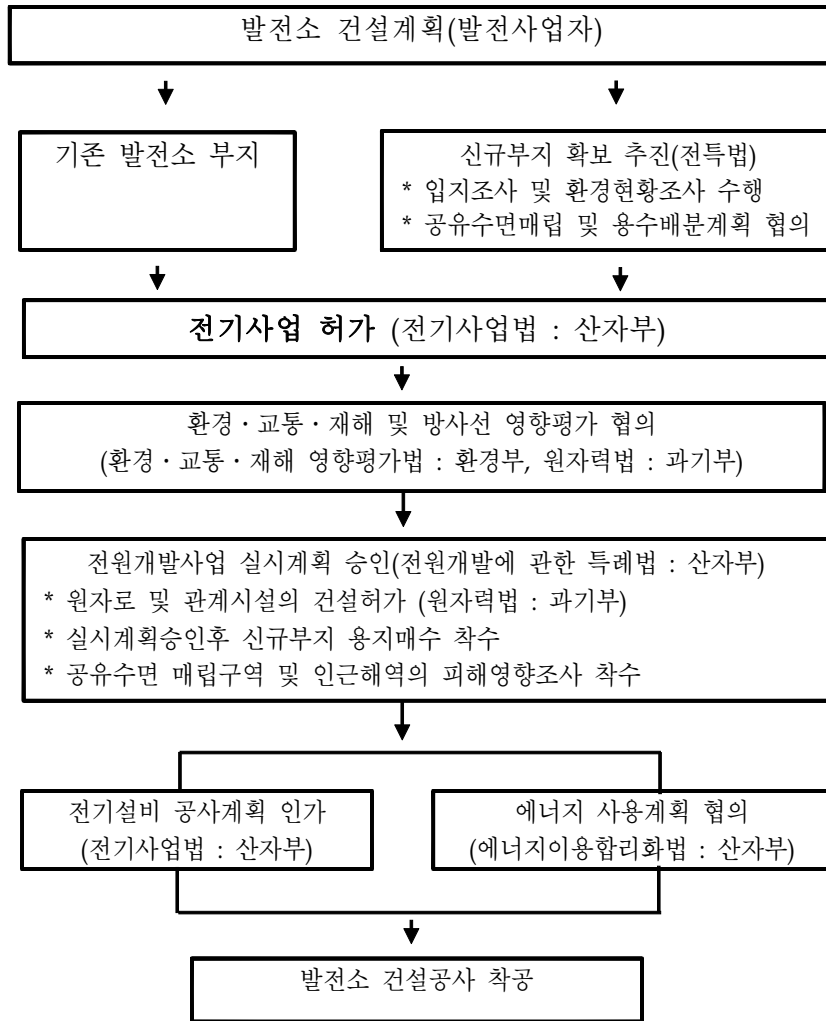 발전소 건설계획(발전사업자)
기존 발전소 부지
신규부지 확보 추진(전특법)
* 입지조사 및 환경현황조사 수행
* 공유수면매립 및 용수배분계획 협의
전기사업 허가 (전기사업법 : 산자부)
환경·교통·재해 및 방사선 영향평가 협의
(환경·교통·재해 영향평가법 : 환경부, 원자력법 : 과기부)
전원개발사업 실시계획 승인(전원개발에 관한 특례법 : 산자부)
* 원자로 및 관계시설의 건설허가 (원자력법 : 과기부)
* 실시계획승인후 신규부지 용지매수 착수
* 공유수면 매립구역 및 인근해역의 피해영향조사 착수
전기설비 공사계획 인가
(전기사업법 : 산자부)
에너지 사용계획 협의
(에너지이용합리화법 : 산자부)
발전소 건설공사 착공